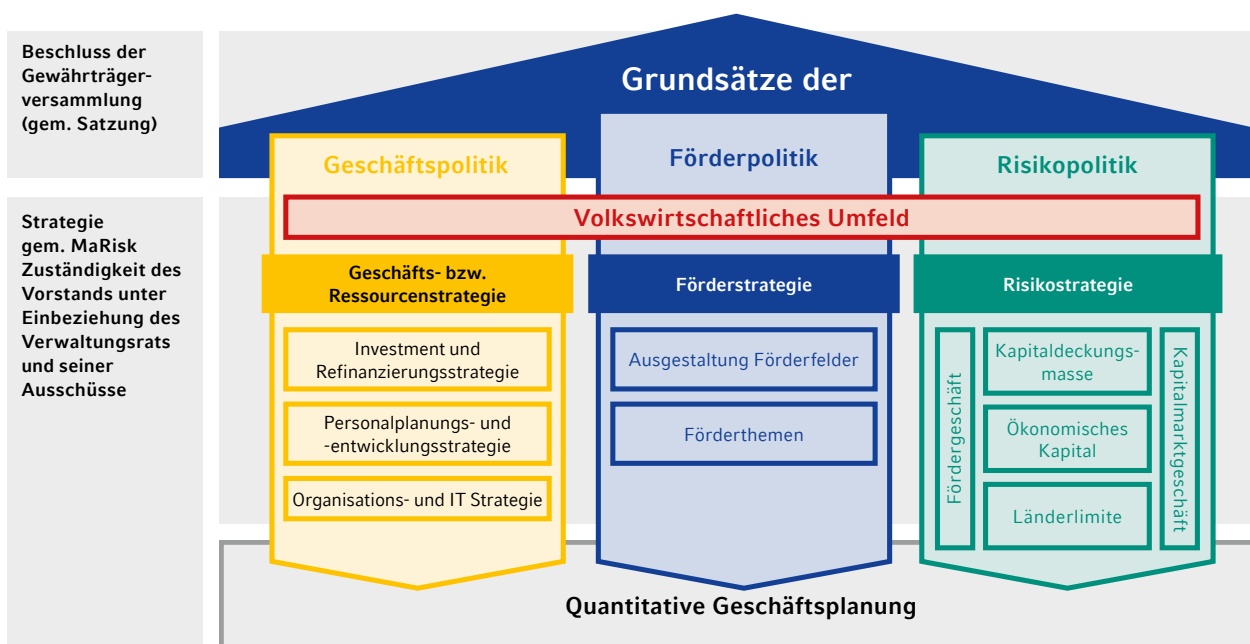 Beschluss der
Gewährträger-
versammlung
(gem. Satzung)
Grundsätze der
Geschäftspolitik
Förderpolitik
Risikopolitik
Strategie
gem. MaRisk
Zuständigkeit des
Vorstands unter
Einbeziehung des
Verwaltungsrats
und seiner
Ausschüsse
Volkswirtschaftliches Umfeld
Geschäfts- bzw.
Ressourcenstrategie
Investment und
Refinanzierungsstrategie
Personalplanungs- und
-entwicklungsstrategie
Organisations- und IT Strategie
Förderstrategie
Ausgestaltung Förderfelder
Förderthemen
Risikostrategie
Fördergeschäft
Kapitaldeckungs-
masse
Ökonomisches
Kapital
Länderlimite
Kapitalmarktgeschäft
Quantitative Geschäftsplanung